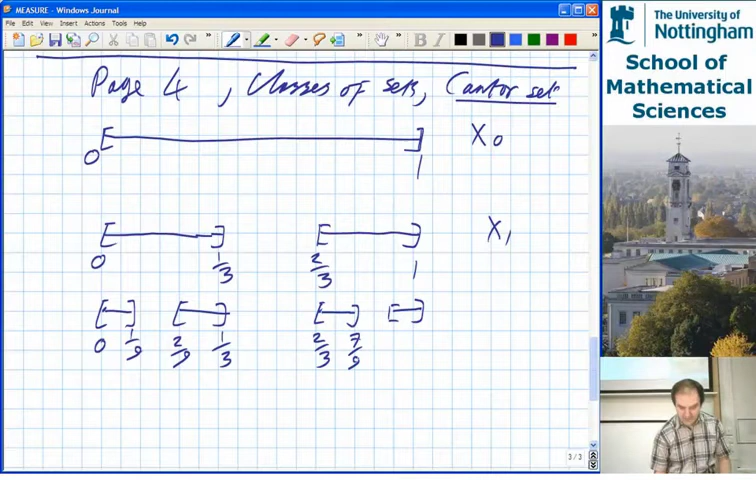 MEASURE - Windows Journal
File Edit View Insert Actions Tools Help
The University of
Nottingham
School of
Mathematical
Sciences
Page 4, Classes of sets, Cantor set
[ ] X0
0 1
[ ] [ ] X1
0 1/3 2/3 1
[ ] [ ] [ ] [ ]
0 1/9 2/9 1/3 2/3 7/9
3 / 3